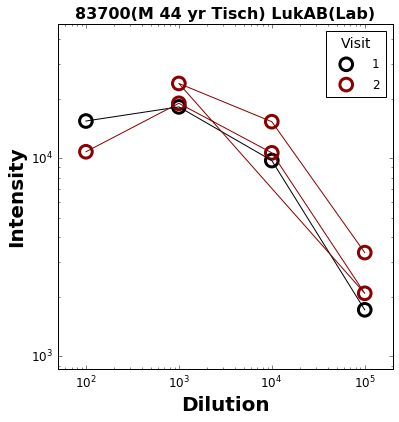 83700(M 44 yr Tisch) LukAB(Lab)
Visit
1
2
10⁴
10³
Intensity
10² 10³ 10⁴ 10⁵
Dilution